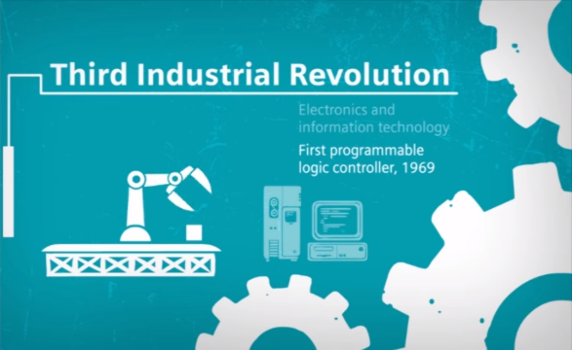 Third Industrial Revolution
Electronics and
information technology
First programmable
logic controller, 1969